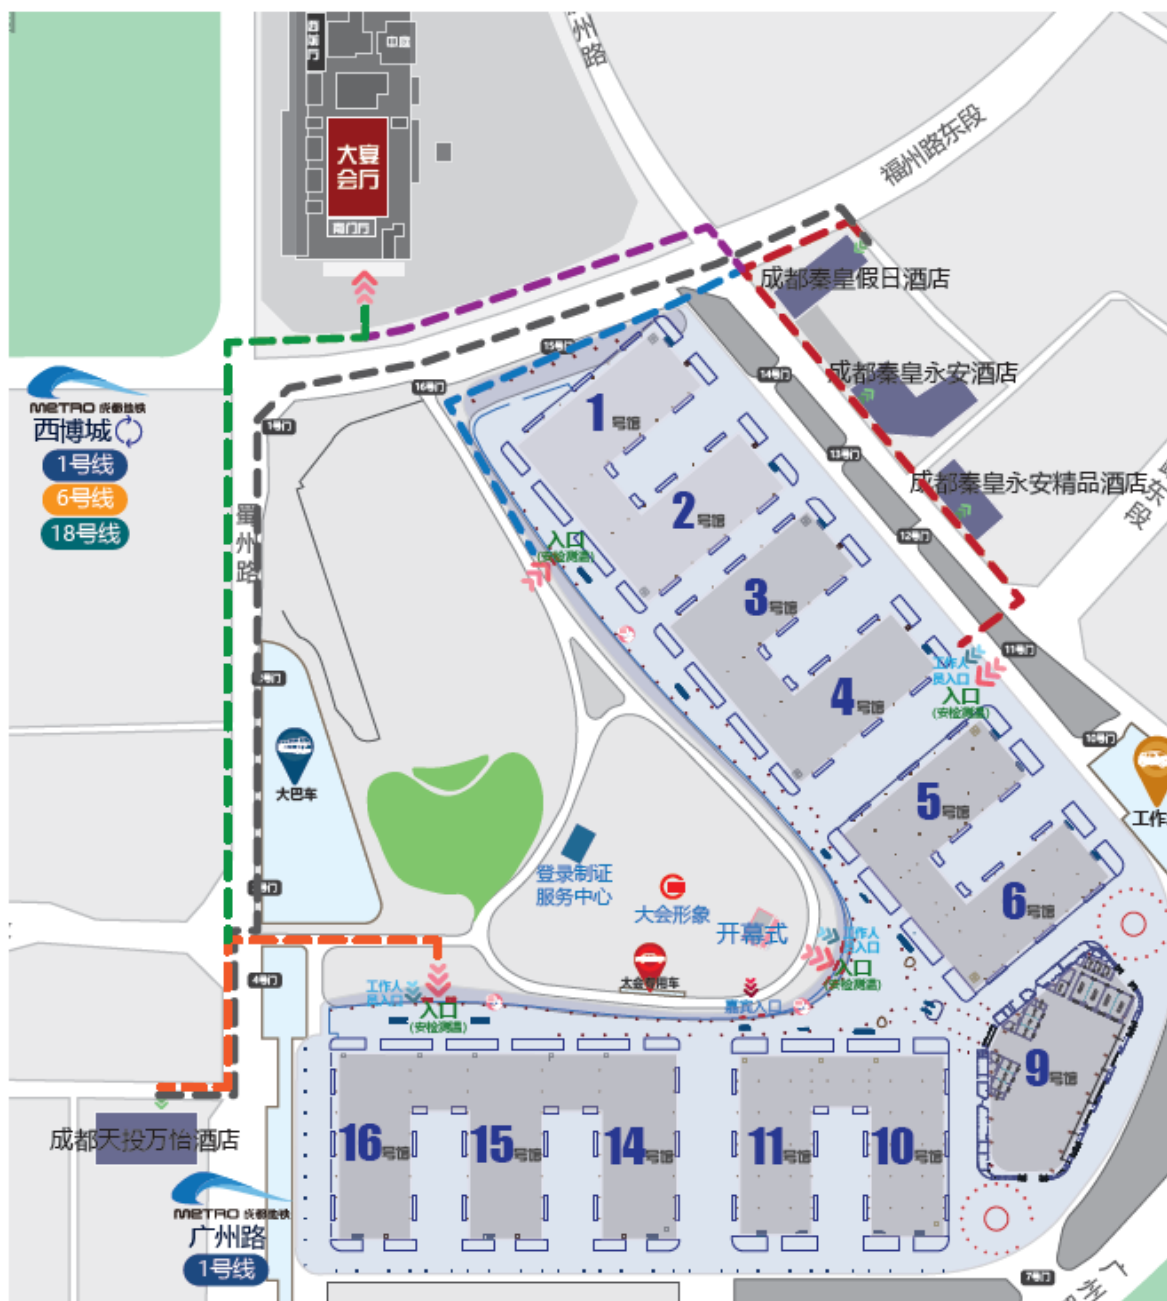 中庭
大宴
会厅
南门厅
州
路
福州路东段
成都秦皇假日酒店
成都秦皇永安酒店
成都秦皇永安精品酒店
东
段
METRO 成都地铁
西博城
1号线
6号线
18号线
蜀
州
路
15号门
16号门
1号门
14号门
13号门
12号门
11号门
10号门
1号馆
2号馆
3号馆
4号馆
5号馆
6号馆
入口
(安检测温)
工作人
员入口
入口
(安检测温)
大巴车
工作
登录制证
服务中心
大会形象
开幕式
大会专用车
嘉宾入口
工作人
员入口
入口
(安检测温)
4号门
工作人
员入口
入口
(安检测温)
9号馆
16号馆
15号馆
14号馆
11号馆
10号馆
成都天投万怡酒店
METRO 成都地铁
广州路
1号线
7号门
广
州